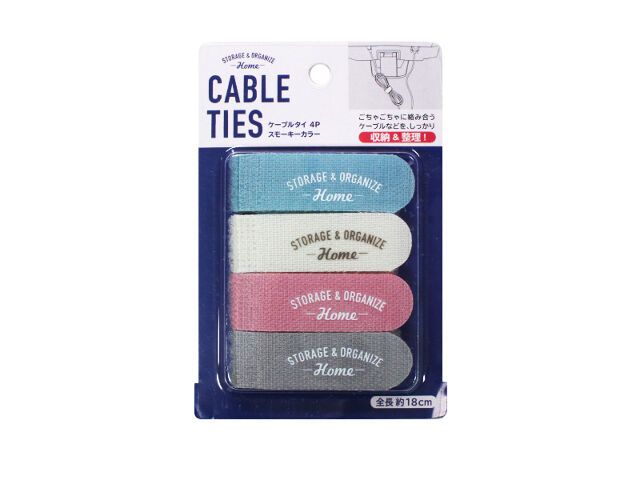 STORAGE & ORGANIZE
Home
CABLE
TIES
ケーブルタイ 4P
スモーキーカラー
ごちゃごちゃに絡み合う
ケーブルなどを、しっかり
収納 & 整理!
STORAGE & ORGANIZE
Home
STORAGE & ORGANIZE
Home
STORAGE & ORGANIZE
Home
STORAGE & ORGANIZE
Home
全長 約18cm